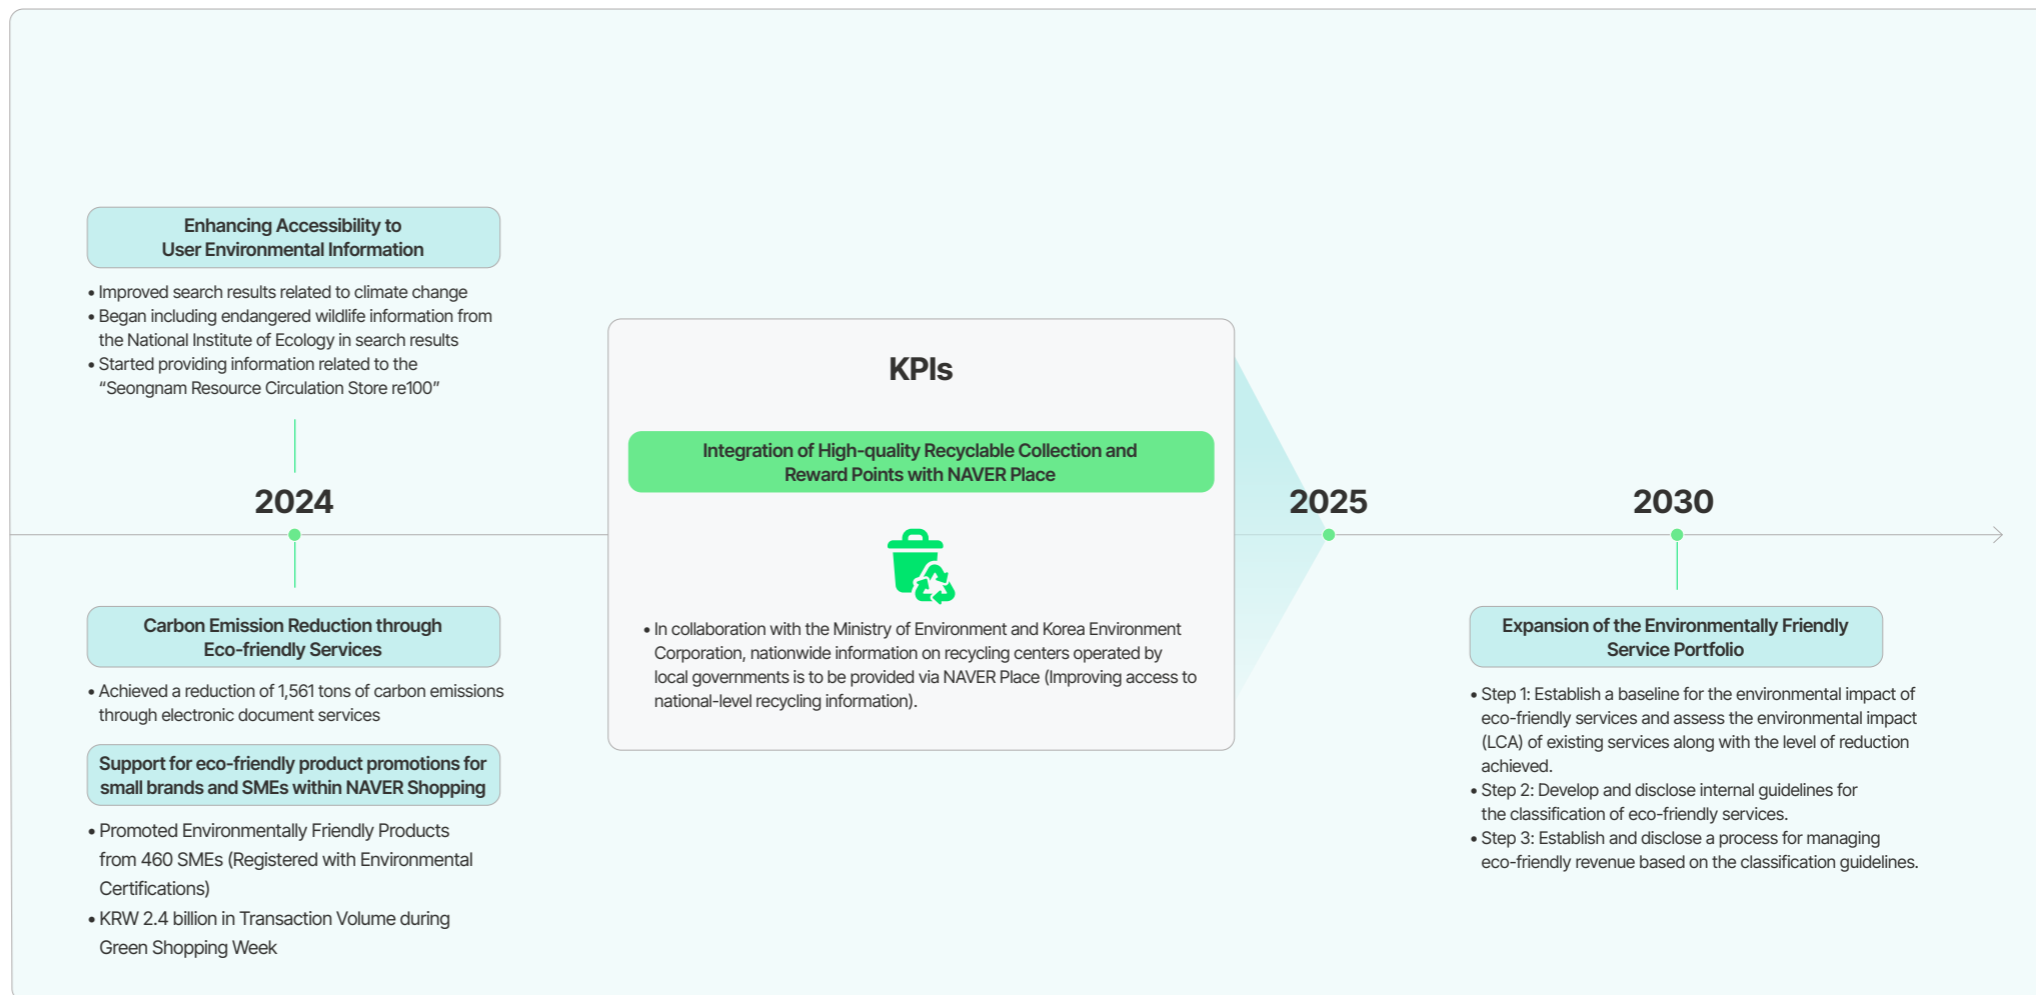 Enhancing Accessibility to
User Environmental Information
• Improved search results related to climate change
• Began including endangered wildlife information from
the National Institute of Ecology in search results
• Started providing information related to the
“Seongnam Resource Circulation Store re100”
2024
Carbon Emission Reduction through
Eco-friendly Services
• Achieved a reduction of 1,561 tons of carbon emissions
through electronic document services
Support for eco-friendly product promotions for
small brands and SMEs within NAVER Shopping
• Promoted Environmentally Friendly Products
from 460 SMEs (Registered with Environmental
Certifications)
• KRW 2.4 billion in Transaction Volume during
Green Shopping Week
KPIs
Integration of High-quality Recyclable Collection and
Reward Points with NAVER Place
• In collaboration with the Ministry of Environment and Korea Environment
Corporation, nationwide information on recycling centers operated by
local governments is to be provided via NAVER Place (Improving access to
national-level recycling information).
2025
2030
Expansion of the Environmentally Friendly
Service Portfolio
• Step 1: Establish a baseline for the environmental impact of
eco-friendly services and assess the environmental impact
(LCA) of existing services along with the level of reduction
achieved.
• Step 2: Develop and disclose internal guidelines for
the classification of eco-friendly services.
• Step 3: Establish and disclose a process for managing
eco-friendly revenue based on the classification guidelines.